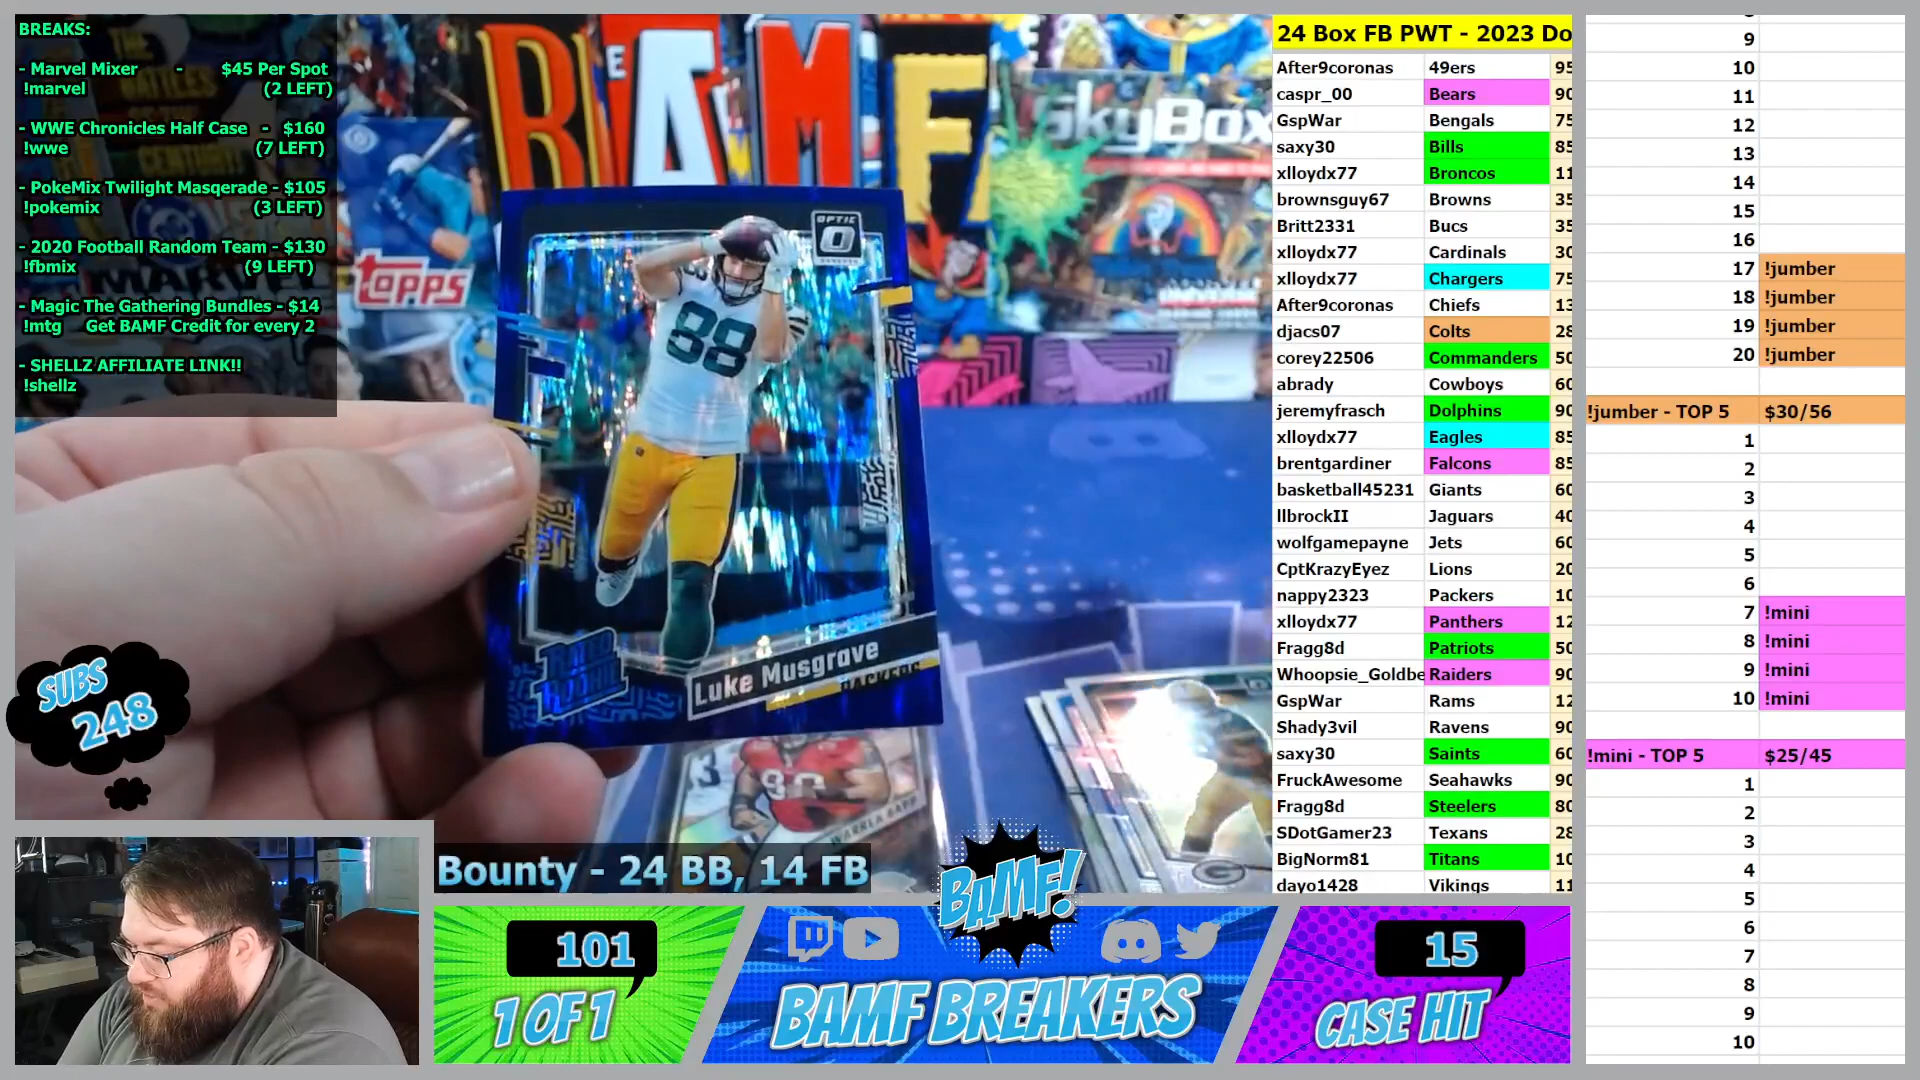 BREAKS:
- Marvel Mixer - $45 Per Spot
!marvel (2 LEFT)
- WWE Chronicles Half Case - $160
!wwe (7 LEFT)
- PokeMix Twilight Masqerade - $105
!pokemix (3 LEFT)
- 2020 Football Random Team - $130
!fbmix (9 LEFT)
- Magic The Gathering Bundles - $14
!mtg Get BAMF Credit for every 2
- SHELLZ AFFILIATE LINK!!
!shellz
SUBS
248
BAMF
SkyBox
topps
OPTIC
88
RATED ROOKIE
Luke Musgrave
PACKERS
Bounty - 24 BB, 14 FB
BAMF!
101
1 OF 1
BAMF BREAKERS
15
CASE HIT
24 Box FB PWT - 2023 Do
After9coronas 49ers 95
caspr_00 Bears 90
GspWar Bengals 75
saxy30 Bills 85
xlloydx77 Broncos 11
brownsguy67 Browns 35
Britt2331 Bucs 35
xlloydx77 Cardinals 30
xlloydx77 Chargers 75
After9coronas Chiefs 13
djacs07 Colts 28
corey22506 Commanders 50
abrady Cowboys 60
jeremyfrasch Dolphins 90
xlloydx77 Eagles 85
brentgardiner Falcons 85
basketball45231 Giants 60
llbrockII Jaguars 40
wolfgamepayne Jets 60
CptKrazyEyez Lions 20
nappy2323 Packers 10
xlloydx77 Panthers 12
Fragg8d Patriots 50
Whoopsie_Goldbe Raiders 90
GspWar Rams 12
Shady3vil Ravens 90
saxy30 Saints 60
FruckAwesome Seahawks 90
Fragg8d Steelers 80
SDotGamer23 Texans 28
BigNorm81 Titans 10
dayo1428 Vikings 11
9
10
11
12
13
14
15
16
17 !jumber
18 !jumber
19 !jumber
20 !jumber
!jumber - TOP 5 $30/56
1
2
3
4
5
6
7 !mini
8 !mini
9 !mini
10 !mini
!mini - TOP 5 $25/45
1
2
3
4
5
6
7
8
9
10